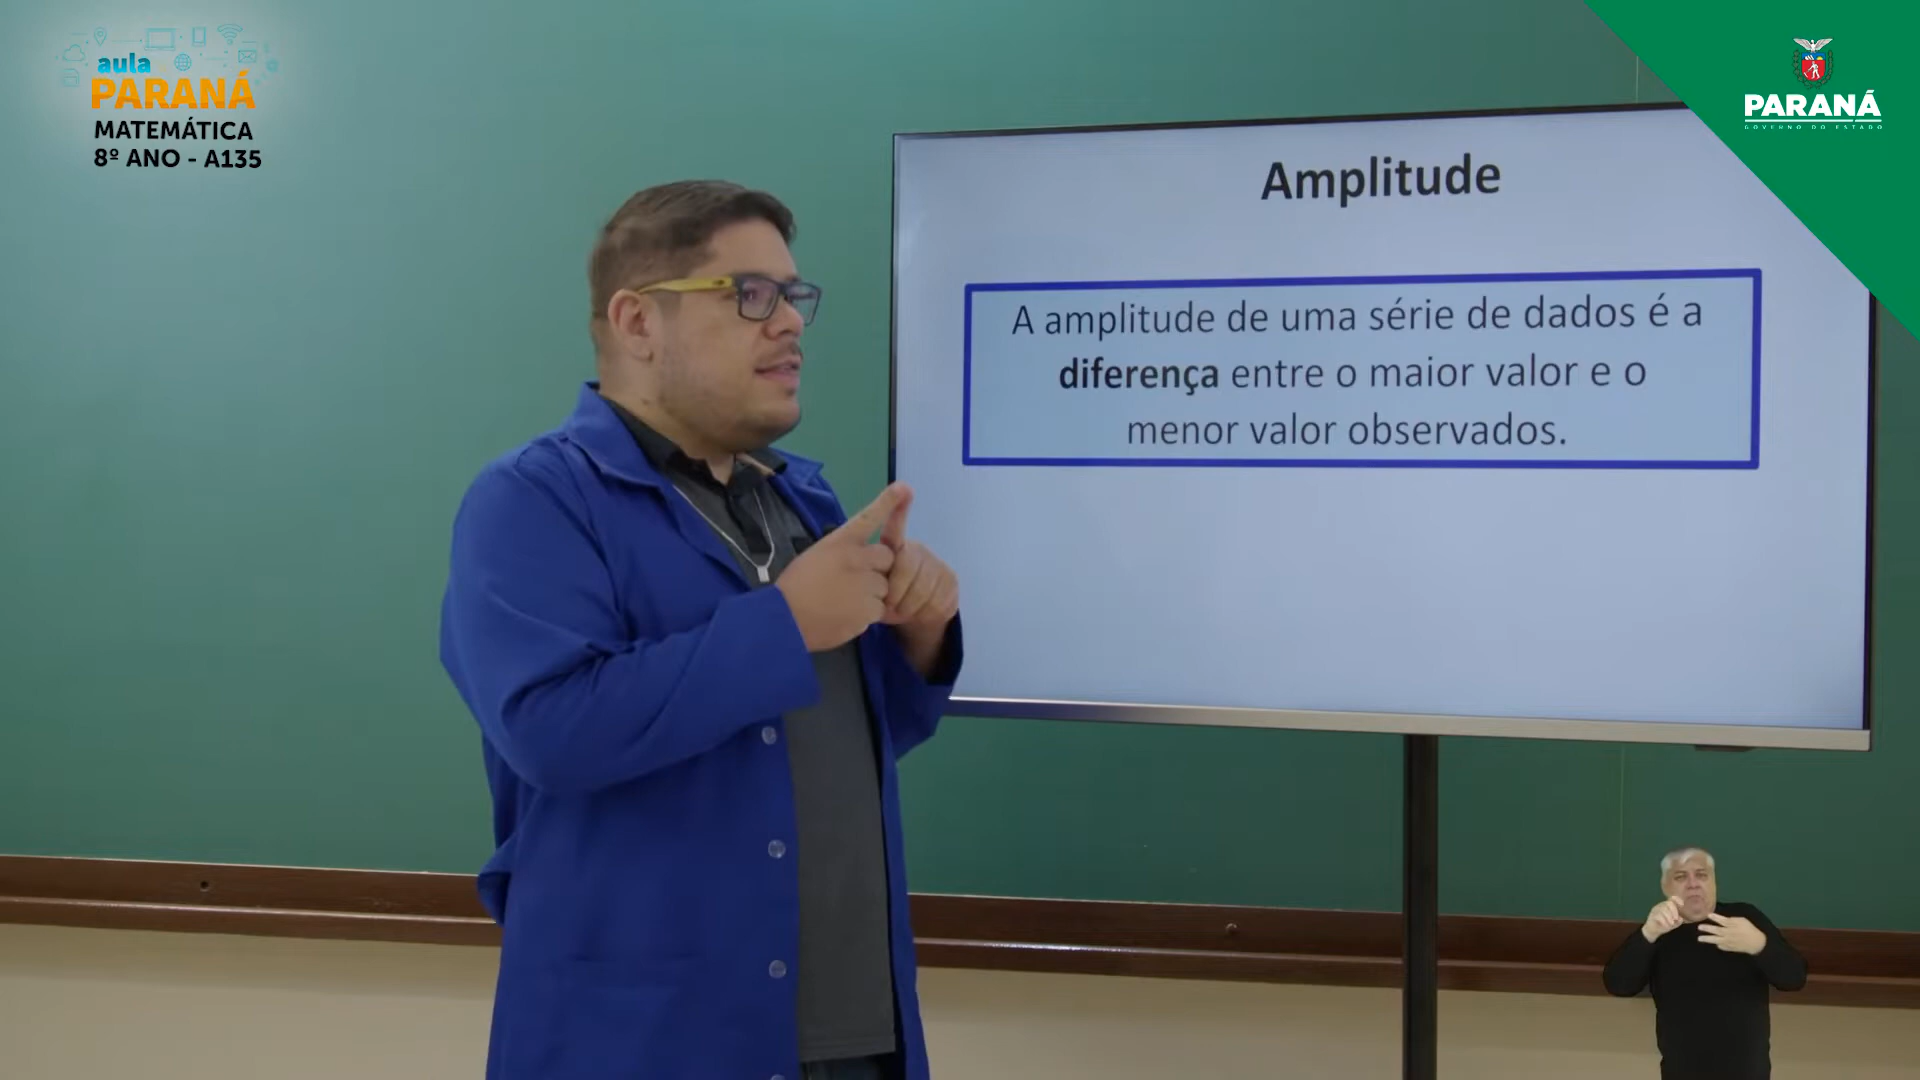 aula
PARANÁ
MATEMÁTICA
8º ANO - A135
PARANÁ
GOVERNO DO ESTADO
Amplitude
A amplitude de uma série de dados é a
diferença entre o maior valor e o
menor valor observados.